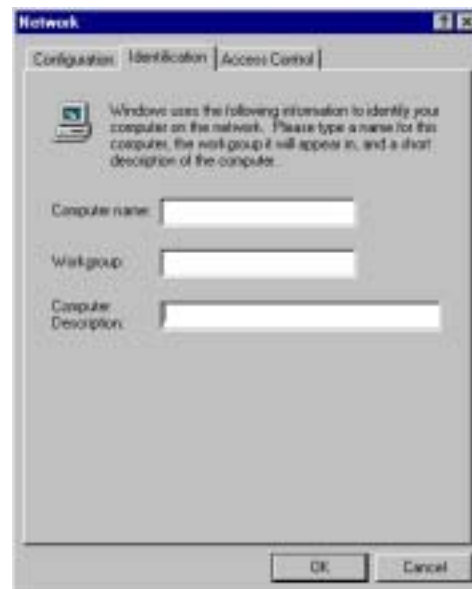 Network
Configuration Identification Access Control
Windows uses the following information to identify your
computer on the network. Please type a name for this
computer, the workgroup it will appear in, and a short
description of the computer.
Computer name:
Workgroup:
Computer
Description:
OK Cancel